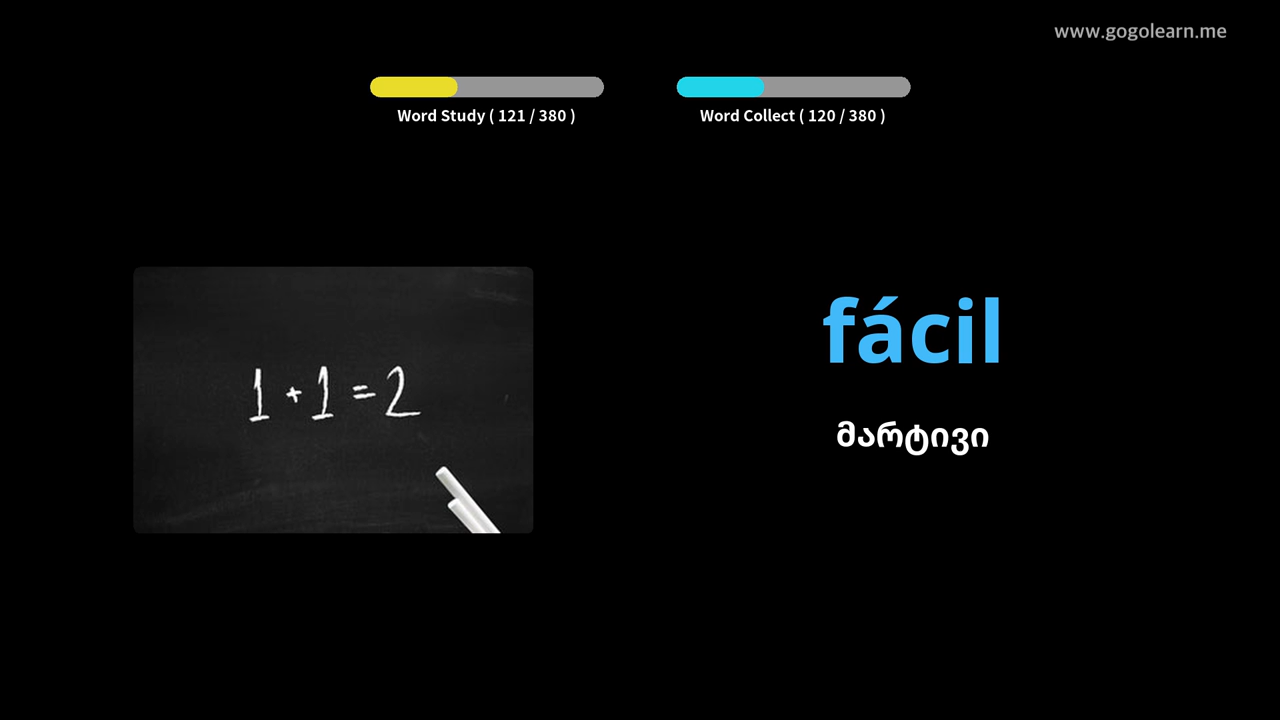 www.gogolearn.me
Word Study ( 121 / 380 )
Word Collect ( 120 / 380 )
1 + 1 = 2
fácil
მარტივი